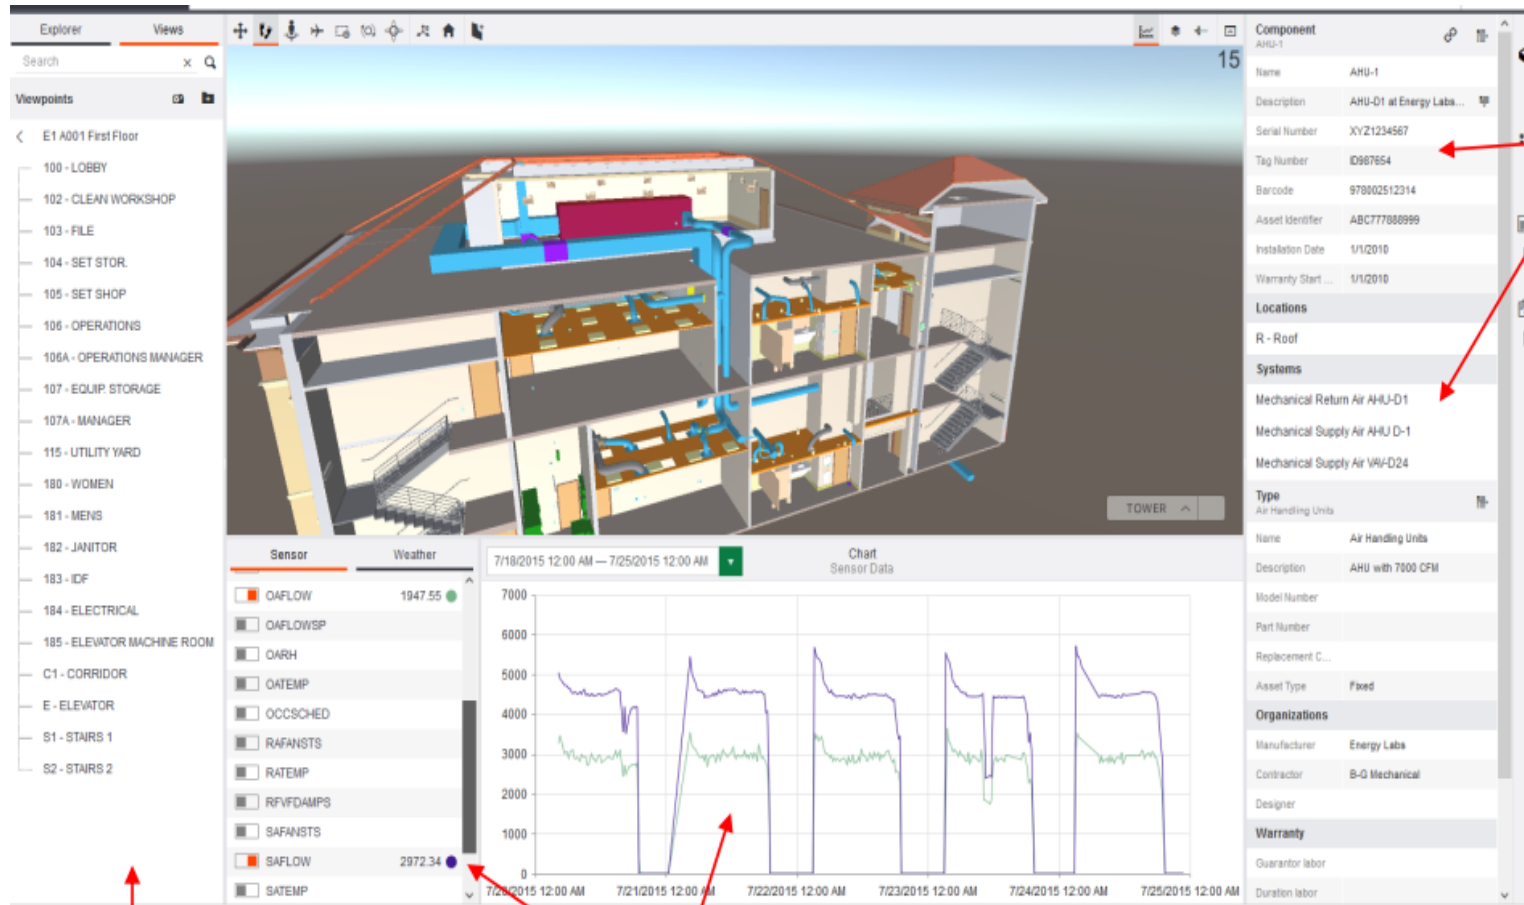 Explorer Views
Search x
Viewpoints
E1 A001 First Floor
100 - LOBBY
102 - CLEAN WORKSHOP
103 - FILE
104 - SET STOR.
105 - SET SHOP
106 - OPERATIONS
106A - OPERATIONS MANAGER
107 - EQUIP. STORAGE
107A - MANAGER
115 - UTILITY YARD
180 - WOMEN
181 - MENS
182 - JANITOR
183 - IDF
184 - ELECTRICAL
185 - ELEVATOR MACHINE ROOM
C1 - CORRIDOR
E - ELEVATOR
S1 - STAIRS 1
S2 - STAIRS 2
15
TOWER
Sensor Weather
OAFLOW 1947.55
OAFLOWSP
OARH
OATEMP
OCCSCHED
RAFANSTS
RATEMP
RFVFDAMPS
SAFANSTS
SAFLOW 2972.34
SATEMP
7/18/2015 12:00 AM — 7/25/2015 12:00 AM
Chart
Sensor Data
7000
6000
5000
4000
3000
2000
1000
0
7/20/2015 12:00 AM 7/21/2015 12:00 AM 7/22/2015 12:00 AM 7/23/2015 12:00 AM 7/24/2015 12:00 AM 7/25/2015 12:00 AM
Component
AHU-1
Name AHU-1
Description AHU-D1 at Energy Labs...
Serial Number XYZ1234567
Tag Number ID987654
Barcode 978002512314
Asset Identifier ABC777888999
Installation Date 1/1/2010
Warranty Start ... 1/1/2010
Locations
R - Roof
Systems
Mechanical Return Air AHU-D1
Mechanical Supply Air AHU D-1
Mechanical Supply Air VAV-D24
Type
Air Handling Units
Name Air Handling Units
Description AHU with 7000 CFM
Model Number
Part Number
Replacement C...
Asset Type Fixed
Organizations
Manufacturer Energy Labs
Contractor B-G Mechanical
Designer
Warranty
Guarantor labor
Duration labor